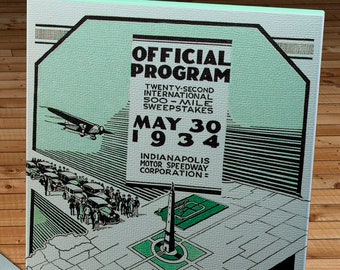 OFFICIAL
PROGRAM
TWENTY-SECOND
INTERNATIONAL
500-MILE
SWEEPSTAKES
MAY 30
1934
INDIANAPOLIS
MOTOR SPEEDWAY
CORPORATION